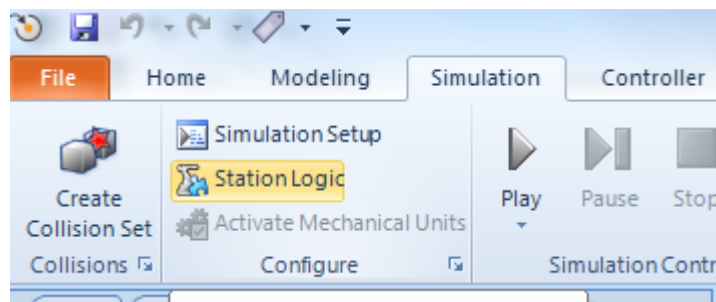 File Home Modeling Simulation Controller
Create
Collision Set
Simulation Setup
Station Logic
Activate Mechanical Units
Play Pause Stop
Collisions Configure Simulation Contr